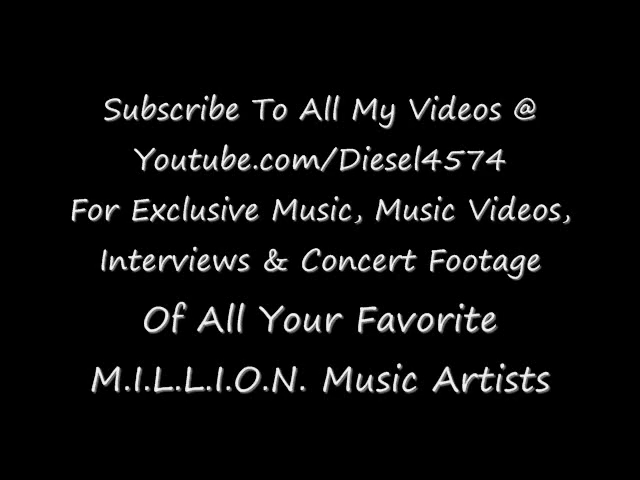 Subscribe To All My Videos @
Youtube.com/Diesel4574
For Exclusive Music, Music Videos,
Interviews & Concert Footage
Of All Your Favorite
M.I.L.L.I.O.N. Music Artists